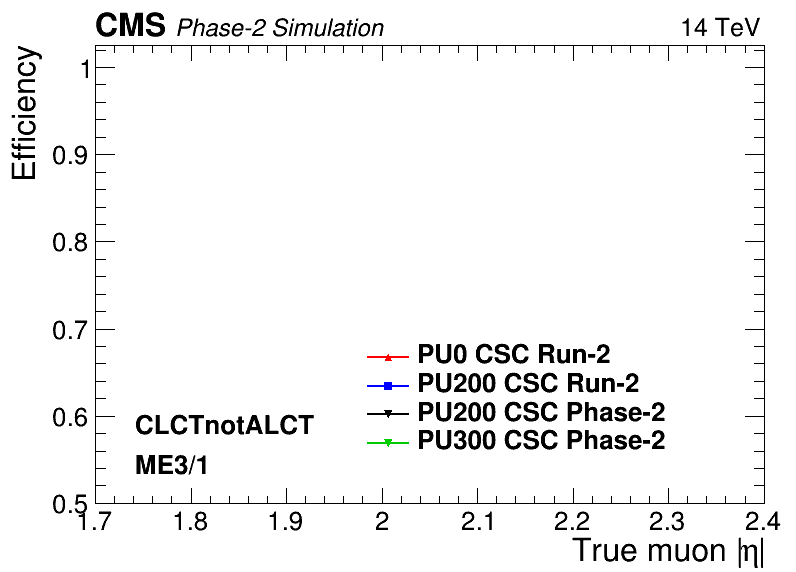 CMS Phase-2 Simulation 14 TeV
Efficiency
1
0.9
0.8
0.7
0.6
0.5
PU0 CSC Run-2
PU200 CSC Run-2
PU200 CSC Phase-2
PU300 CSC Phase-2
CLCTnotALCT
ME3/1
1.7 1.8 1.9 2 2.1 2.2 2.3 2.4
True muon |η|